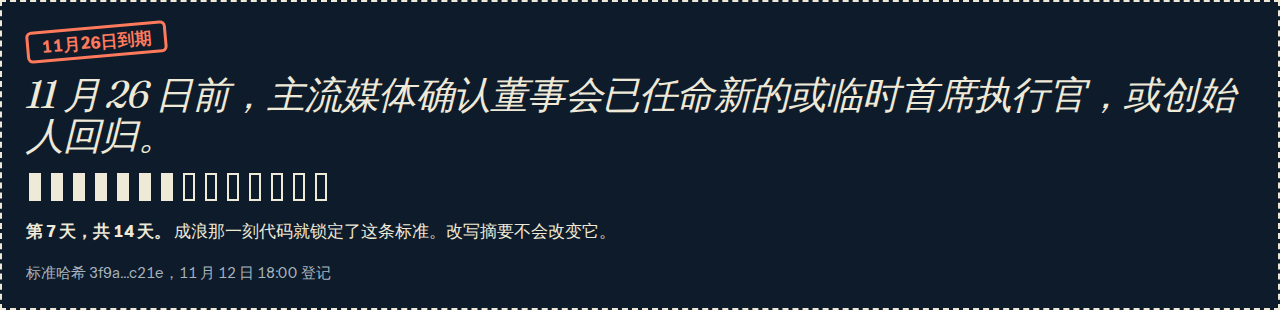 11月26日到期
11 月 26 日前，主流媒体确认董事会已任命新的或临时首席执行官，或创始
人回归。
第 7 天，共 14 天。 成浪那一刻代码就锁定了这条标准。改写摘要不会改变它。
标准哈希 3f9a…c21e，11 月 12 日 18:00 登记